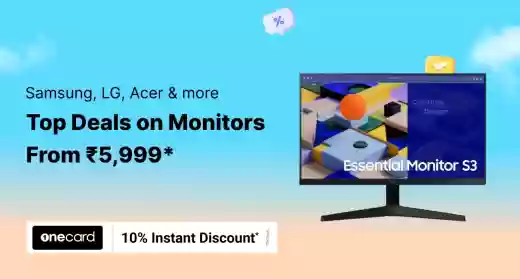 Samsung, LG, Acer & more
Top Deals on Monitors
From ₹5,999*
onecard
10% Instant Discount*
%
Essential Monitor S3